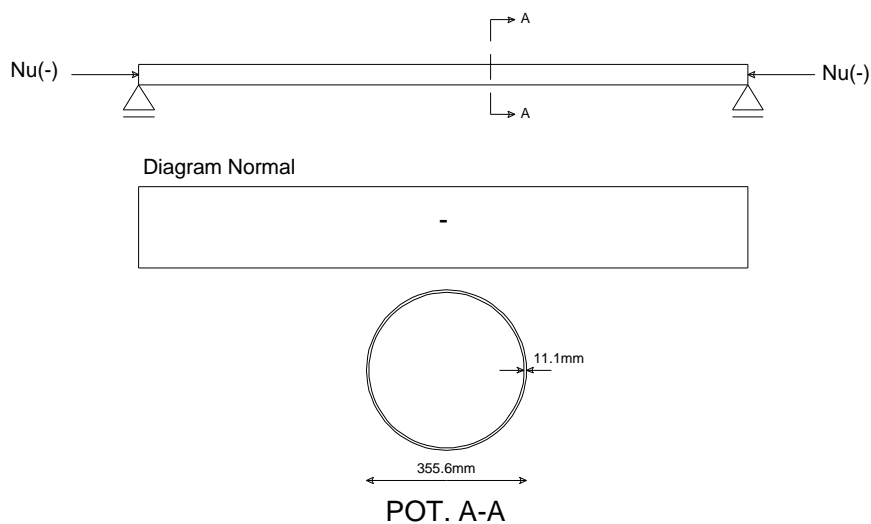 A
Nu(-)
Nu(-)
A
Diagram Normal
-
11.1mm
355.6mm
POT. A-A